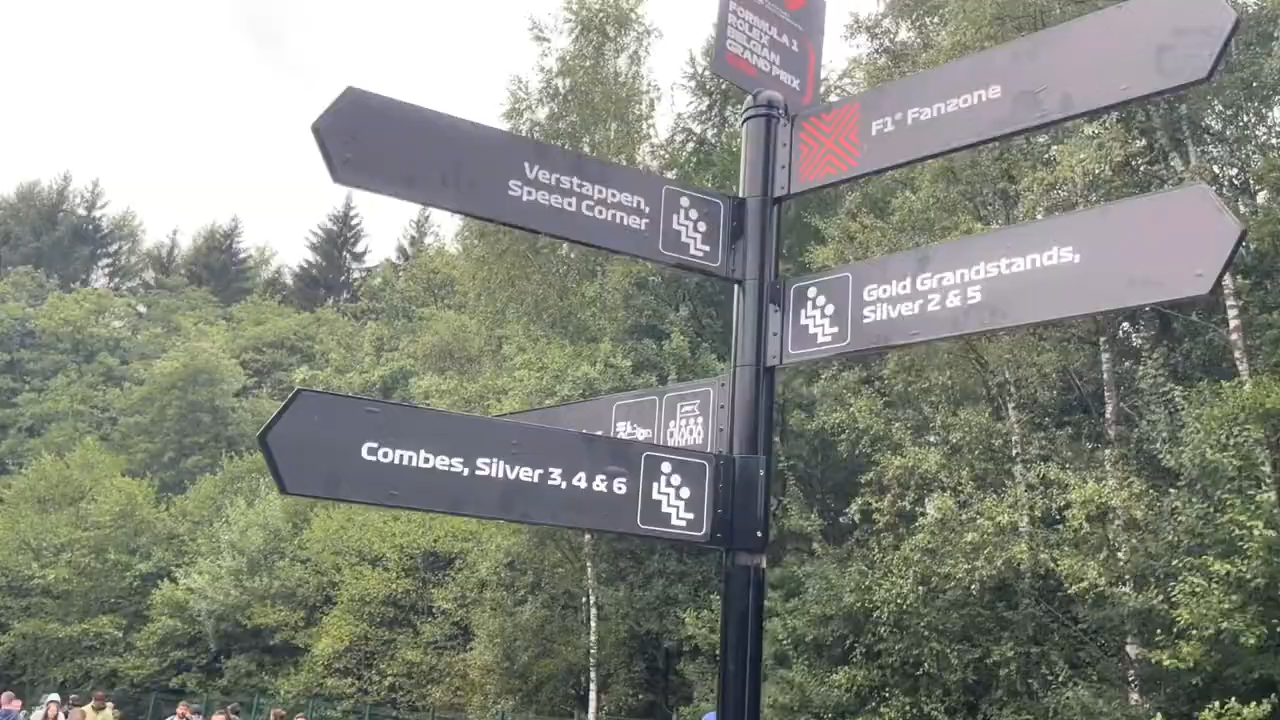 FORMULA 1
ROLEX
BELGIAN
GRAND PRIX
F1® Fanzone
Verstappen,
Speed Corner
Gold Grandstands,
Silver 2 & 5
Combes, Silver 3, 4 & 6